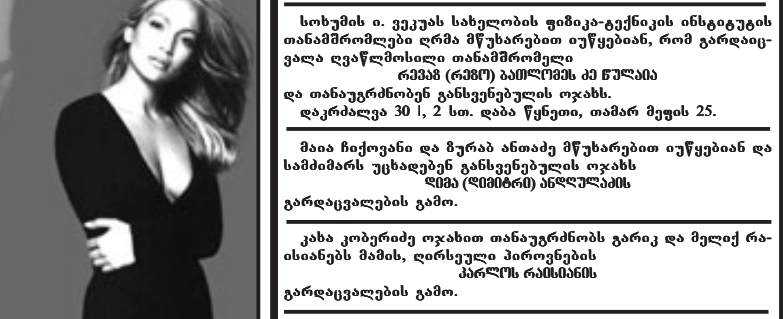 სოხუმის ი. ვეკუას სახელობის ფიზიკა-ტექნიკის ინსტიტუტის
თანამშრომლები ღრმა მწუხარებით იუწყებიან, რომ გარდაიც-
ვალა ღვაწლმოსილი თანამშრომელი
რევაზ (რეზო) ბართლომეს ძე წულაია
და თანაუგრძნობენ განსვენებულის ოჯახს.
დაკრძალვა 30 I, 2 სთ. დაბა წყნეთი, თამარ მეფის 25.
მაია ჩიქოვანი და ზურაბ ანთაძე მწუხარებით იუწყებიან და
სამძიმარს უცხადებენ განსვენებულის ოჯახს
დიმა (დიმიტრი) ანდღულაძის
გარდაცვალების გამო.
კახა კობერიძე ოჯახით თანაუგრძნობს გარიკ და მელიქ რა-
ისიანებს მამის, ღირსეული პიროვნების
კარლოს რაისიანის
გარდაცვალების გამო.